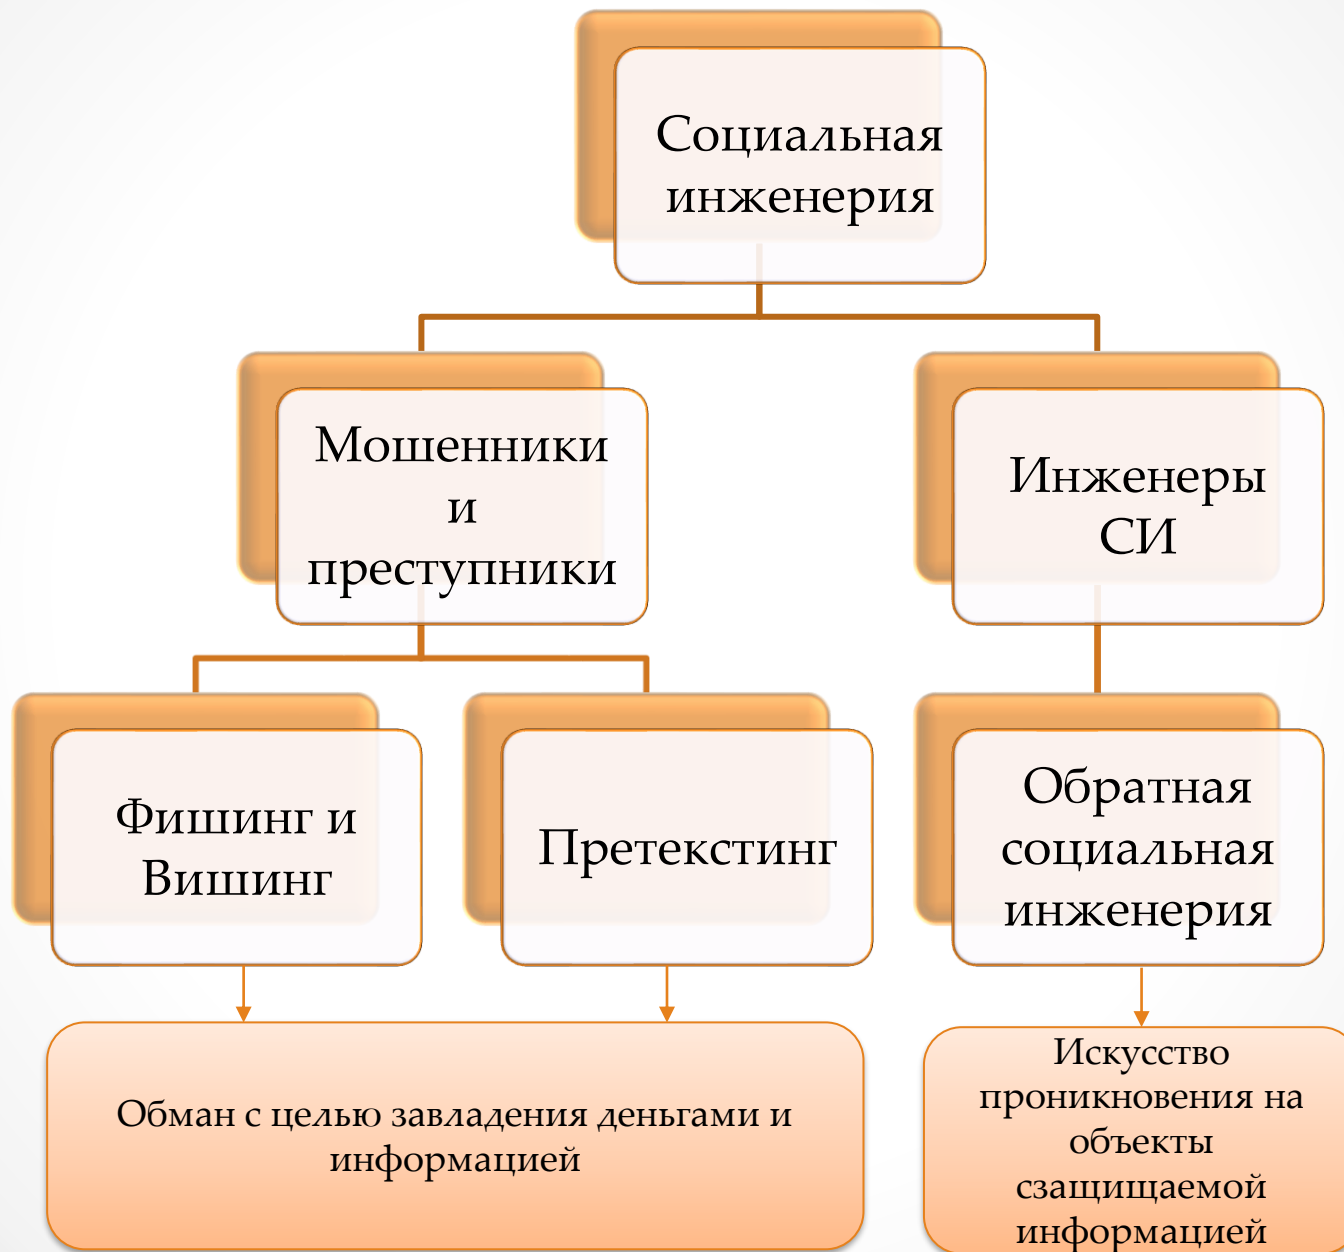 Социальная
инженерия
Мошенники
и
преступники
Инженеры
СИ
Фишинг и
Вишинг
Претекстинг
Обратная
социальная
инженерия
Обман с целью завладения деньгами и
информацией
Искусство
проникновения на
объекты
сзащищаемой
информацией